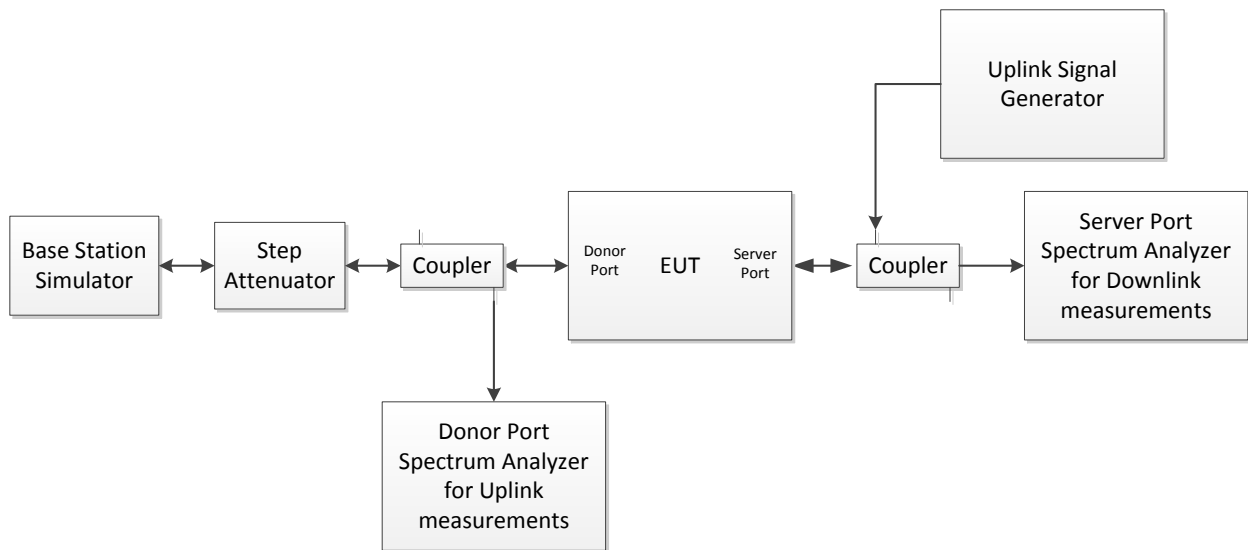 Uplink Signal
Generator
Base Station
Simulator
Step
Attenuator
Coupler
Donor
Port
EUT
Server
Port
Coupler
Server Port
Spectrum Analyzer
for Downlink
measurements
Donor Port
Spectrum Analyzer
for Uplink
measurements